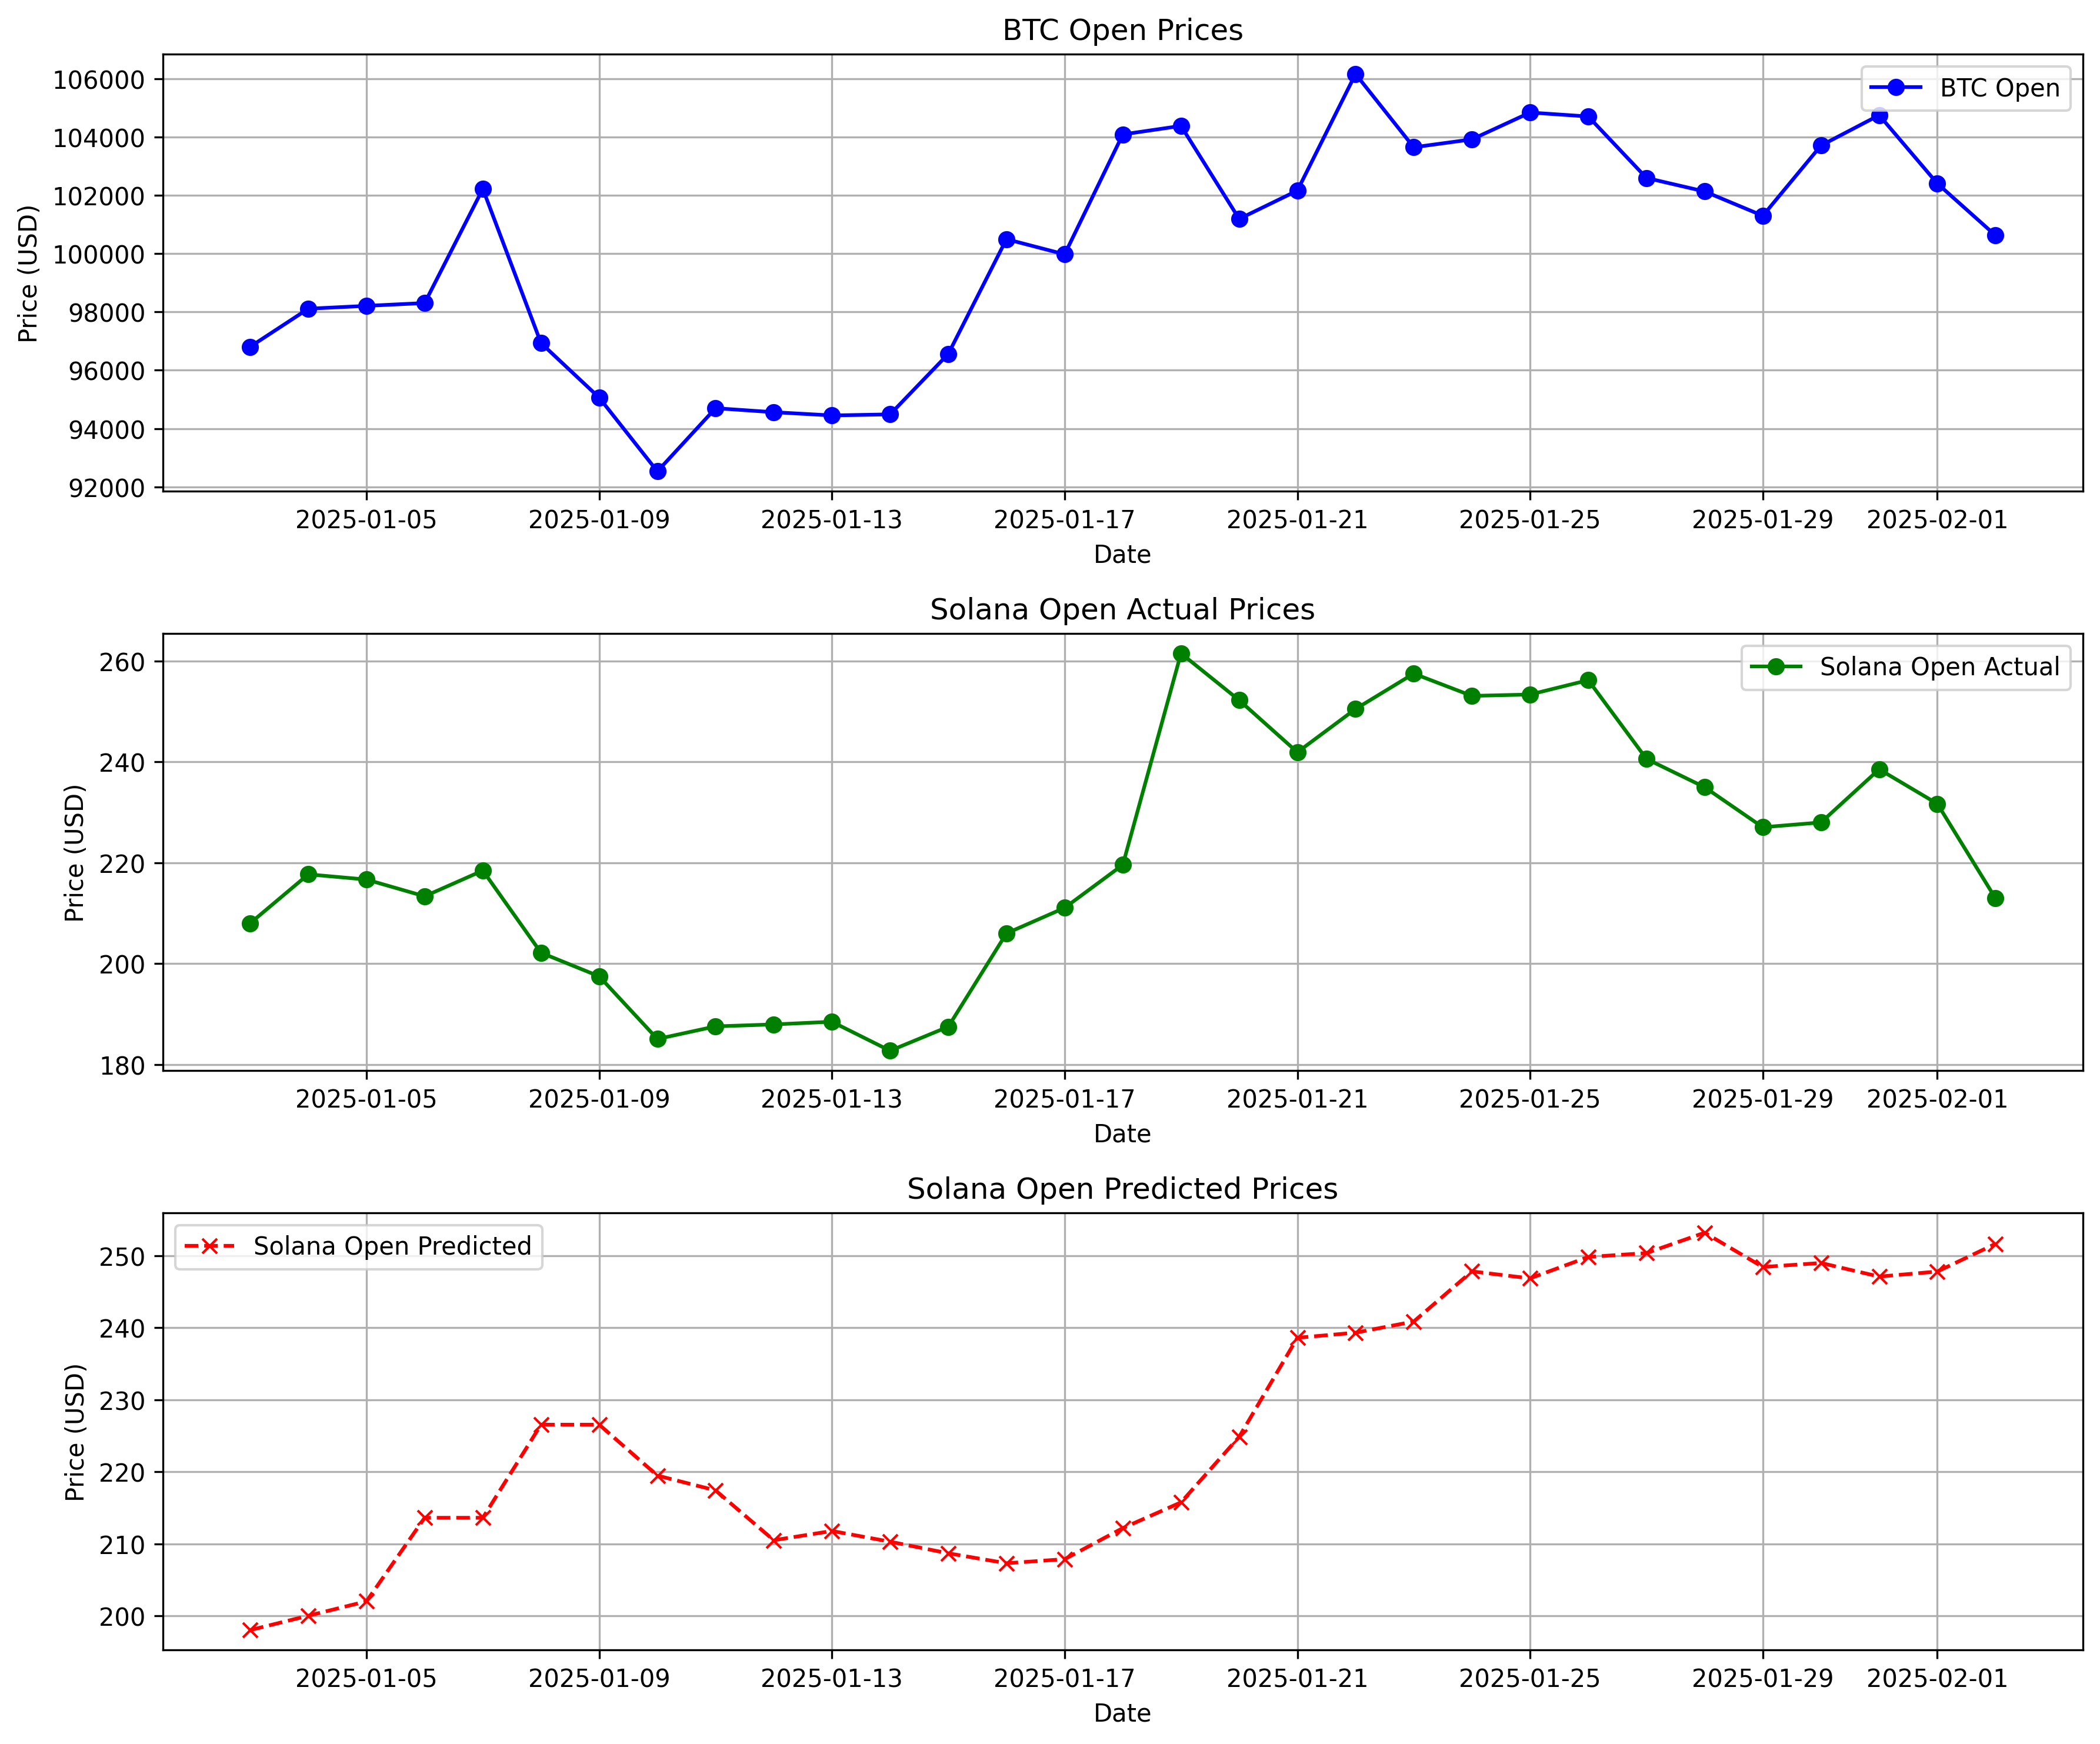 BTC Open Prices
BTC Open
106000
104000
102000
100000
98000
96000
94000
92000
Price (USD)
2025-01-05 2025-01-09 2025-01-13 2025-01-17 2025-01-21 2025-01-25 2025-01-29 2025-02-01
Date
Solana Open Actual Prices
Solana Open Actual
260
240
220
200
180
Price (USD)
2025-01-05 2025-01-09 2025-01-13 2025-01-17 2025-01-21 2025-01-25 2025-01-29 2025-02-01
Date
Solana Open Predicted Prices
Solana Open Predicted
250
240
230
220
210
200
Price (USD)
2025-01-05 2025-01-09 2025-01-13 2025-01-17 2025-01-21 2025-01-25 2025-01-29 2025-02-01
Date